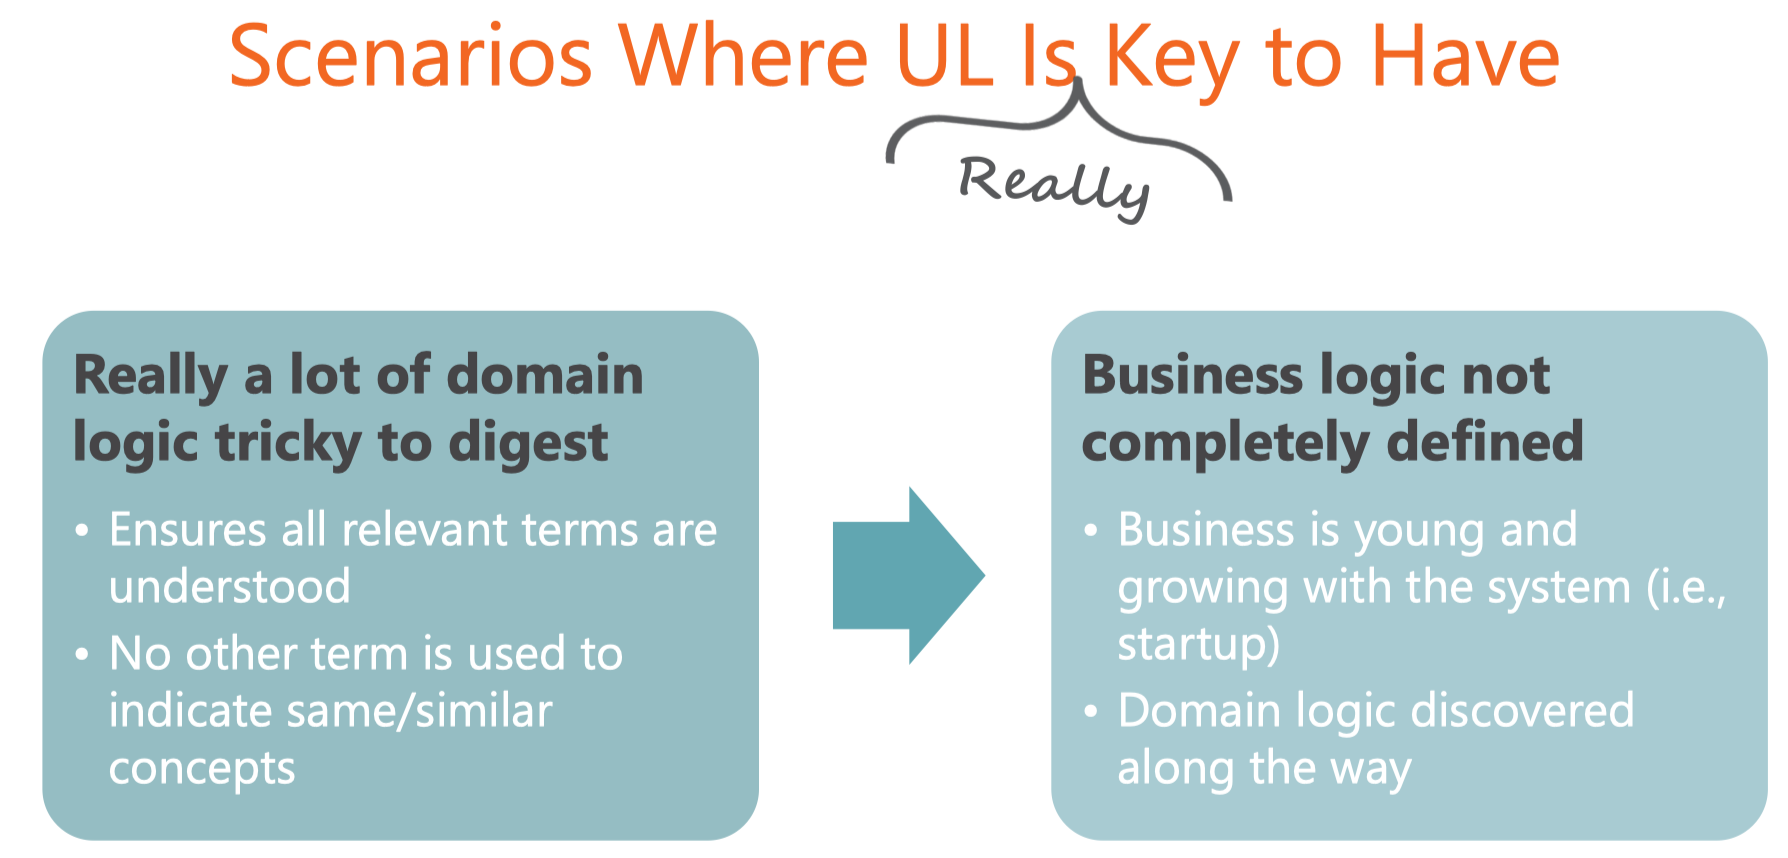 Scenarios Where UL Is Key to Have
Really
Really a lot of domain
logic tricky to digest
• Ensures all relevant terms are
understood
• No other term is used to
indicate same/similar
concepts
Business logic not
completely defined
• Business is young and
growing with the system (i.e.,
startup)
• Domain logic discovered
along the way